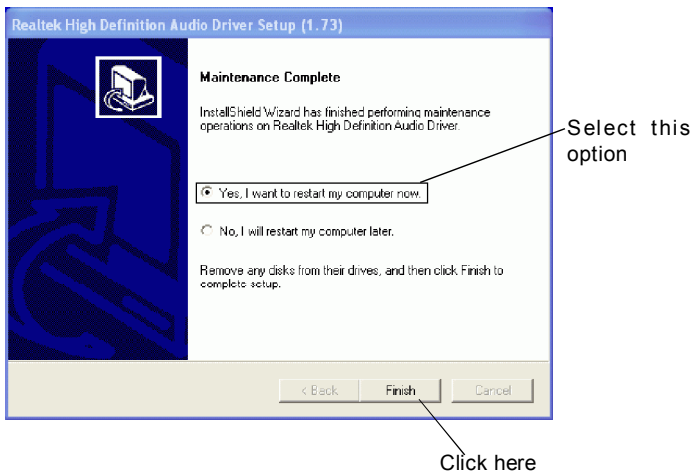 Realtek High Definition Audio Driver Setup (1.73)
Maintenance Complete
InstallShield Wizard has finished performing maintenance
operations on Realtek High Definition Audio Driver.
Select this
option
Yes, I want to restart my computer now.
No, I will restart my computer later.
Remove any disks from their drives, and then click Finish to
complete setup.
< Back
Finish
Cancel
Click here